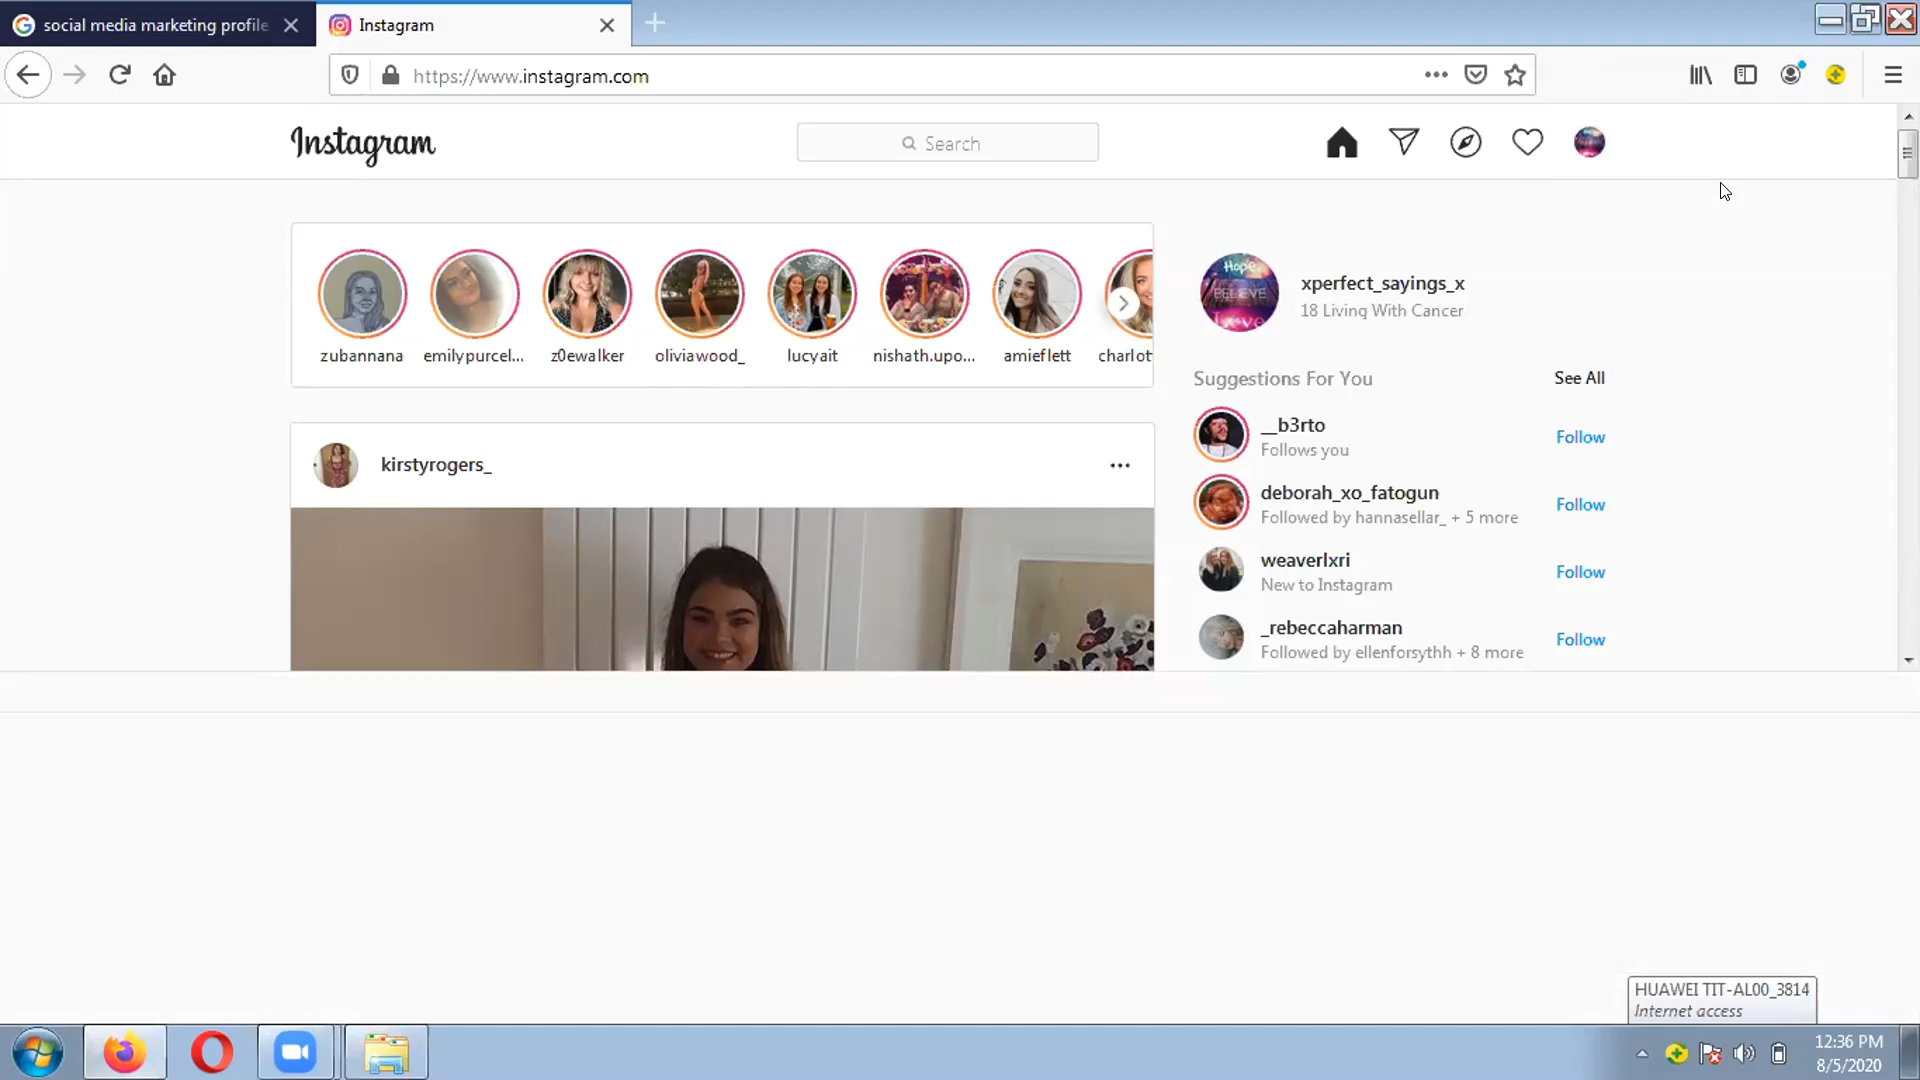 social media marketing profile
Instagram
https://www.instagram.com
Instagram
Search
zubannana
emilypurcel...
z0ewalker
oliviawood_
lucyait
nishath.upo...
amieflett
charlot
Hope
BELIEVE
Love
xperfect_sayings_x
18 Living With Cancer
Suggestions For You
See All
__b3rto
Follows you
Follow
deborah_xo_fatogun
Followed by hannasellar_ + 5 more
Follow
weaverlxri
New to Instagram
Follow
_rebeccaharman
Followed by ellenforsythh + 8 more
Follow
kirstyrogers_
HUAWEI TIT-AL00_3814
Internet access
12:36 PM
8/5/2020